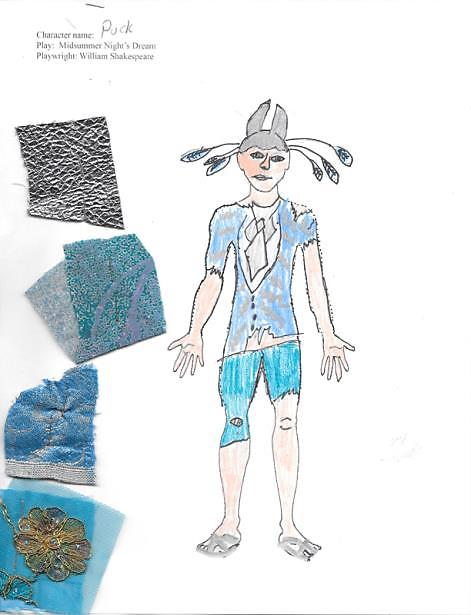 Character name: Puck
Play: Midsummer Night's Dream
Playwright: William Shakespeare